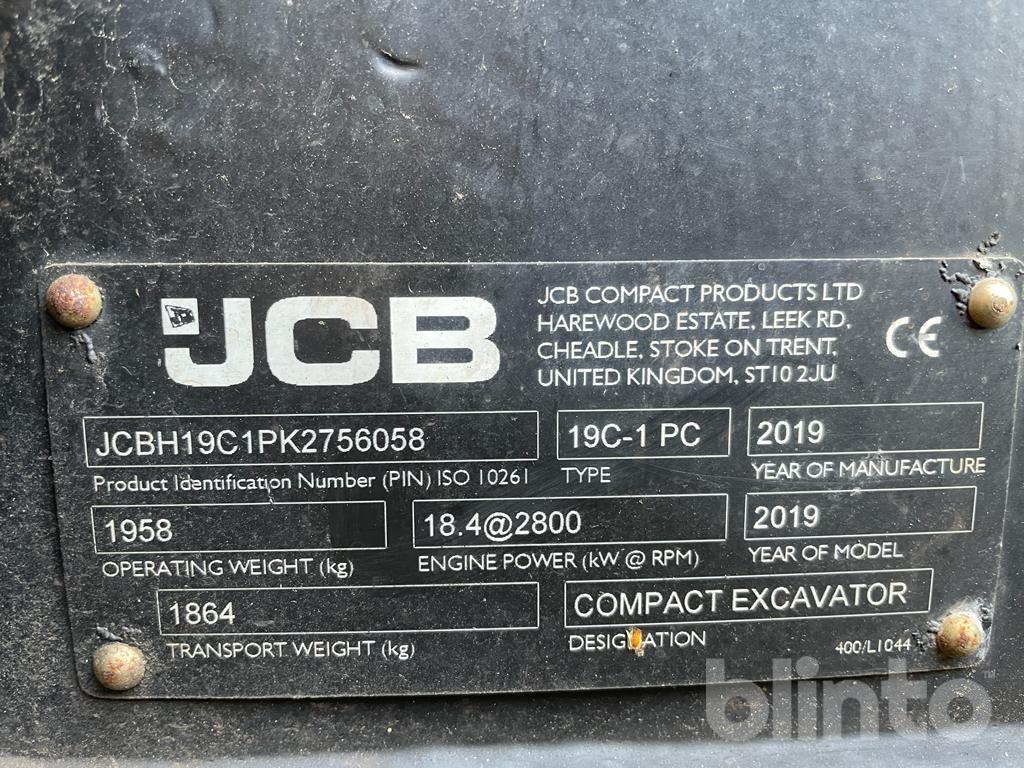 JCB
JCB COMPACT PRODUCTS LTD
HAREWOOD ESTATE, LEEK RD,
CHEADLE, STOKE ON TRENT,
UNITED KINGDOM, ST10 2JU
CE
JCBH19C1PK2756058
Product Identification Number (PIN) ISO 10261
19C-1 PC
TYPE
2019
YEAR OF MANUFACTURE
1958
OPERATING WEIGHT (kg)
18.4@2800
ENGINE POWER (kW @ RPM)
2019
YEAR OF MODEL
1864
TRANSPORT WEIGHT (kg)
COMPACT EXCAVATOR
DESIGNATION
400/L1044
blinto™